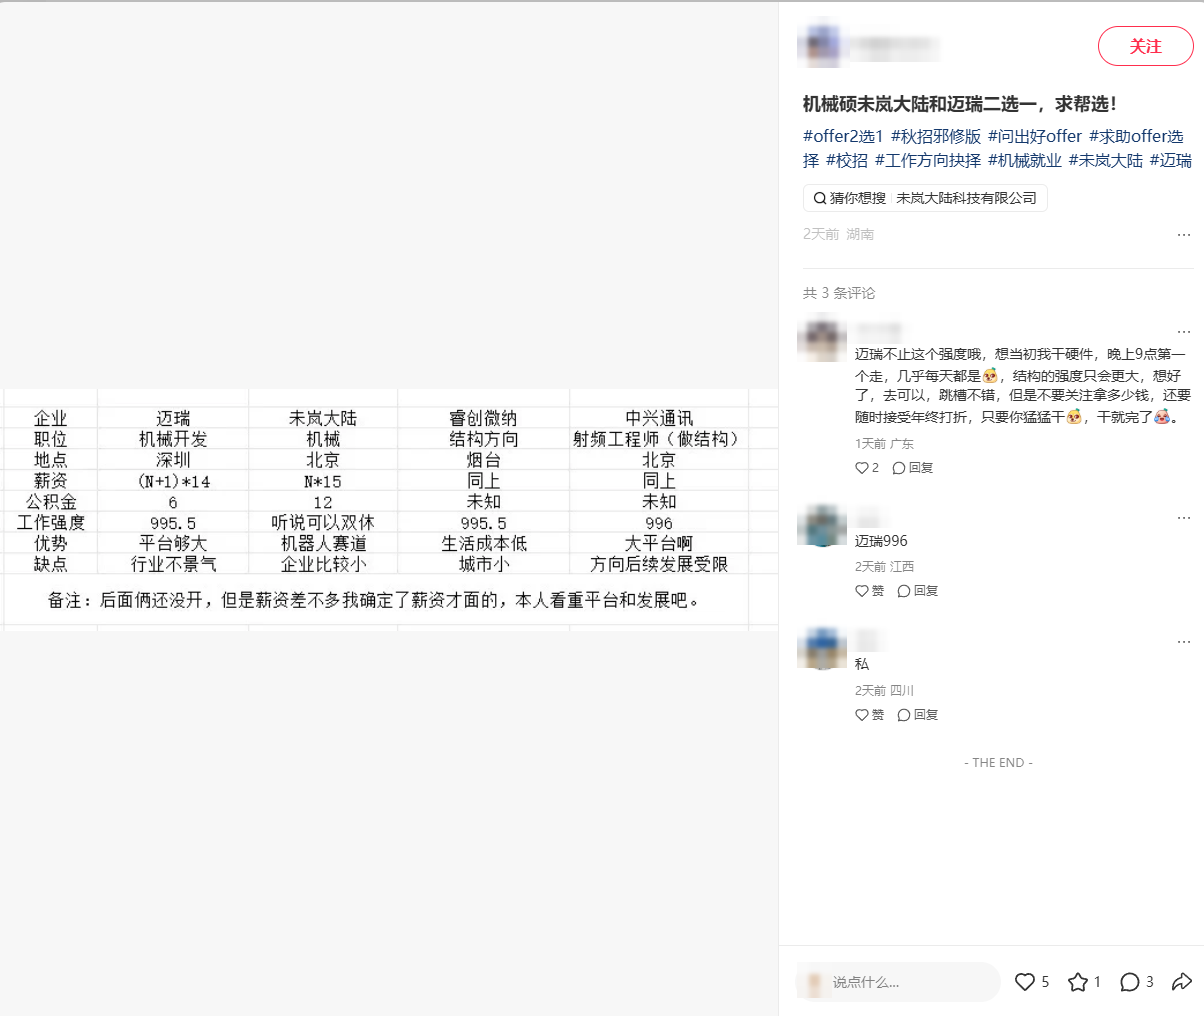 企业 迈瑞 未岚大陆 睿创微纳 中兴通讯
职位 机械开发 机械 结构方向 射频工程师（做结构）
地点 深圳 北京 烟台 北京
薪资 (N+1)*14 N*15 同上 同上
公积金 6 12 未知 未知
工作强度 995.5 听说可以双休 995.5 996
优势 平台够大 机器人赛道 生活成本低 大平台啊
缺点 行业不景气 企业比较小 城市小 方向后续发展受限
备注：后面俩还没开，但是薪资差不多我确定了薪资才面的，本人看重平台和发展吧。
关注
机械硕未岚大陆和迈瑞二选一，求帮选！
#offer2选1 #秋招邪修版 #问出好offer #求助offer选
择 #校招 #工作方向抉择 #机械就业 #未岚大陆 #迈瑞
猜你想搜 未岚大陆科技有限公司
2天前 湖南
共 3 条评论
迈瑞不止这个强度哦，想当初我干硬件，晚上9点第一
个走，几乎每天都是，结构的强度只会更大，想好
了，去可以，跳槽不错，但是不要关注拿多少钱，还要
随时接受年终打折，只要你猛猛干，干就完了。
1天前 广东
2 回复
迈瑞996
2天前 江西
赞 回复
私
2天前 四川
赞 回复
- THE END -
说点什么... 5 1 3